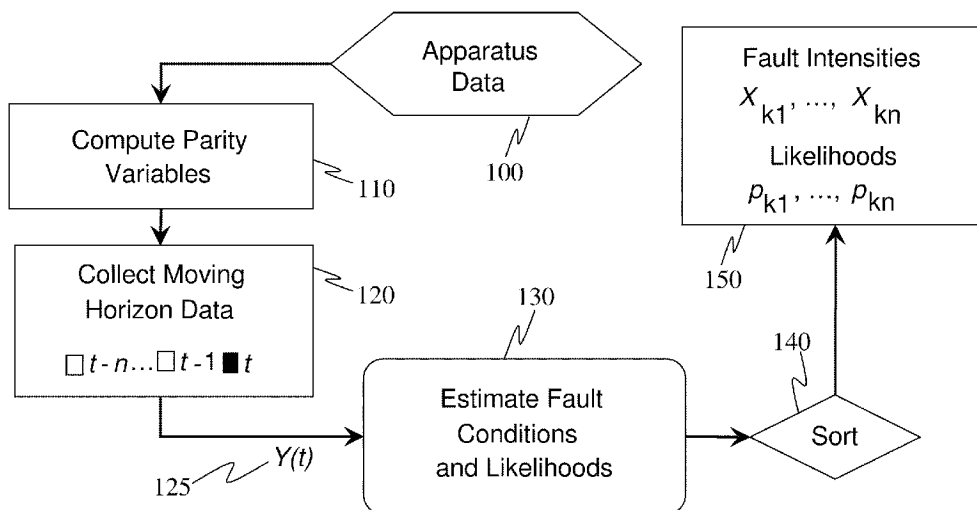 Apparatus
Data
100
Compute Parity
Variables
110
Collect Moving
Horizon Data
t - n ... t - 1 t
120
Y(t)
125
130
Estimate Fault
Conditions
and Likelihoods
140
Sort
Fault Intensities
X_k1, ..., X_kn
Likelihoods
p_k1, ..., p_kn
150